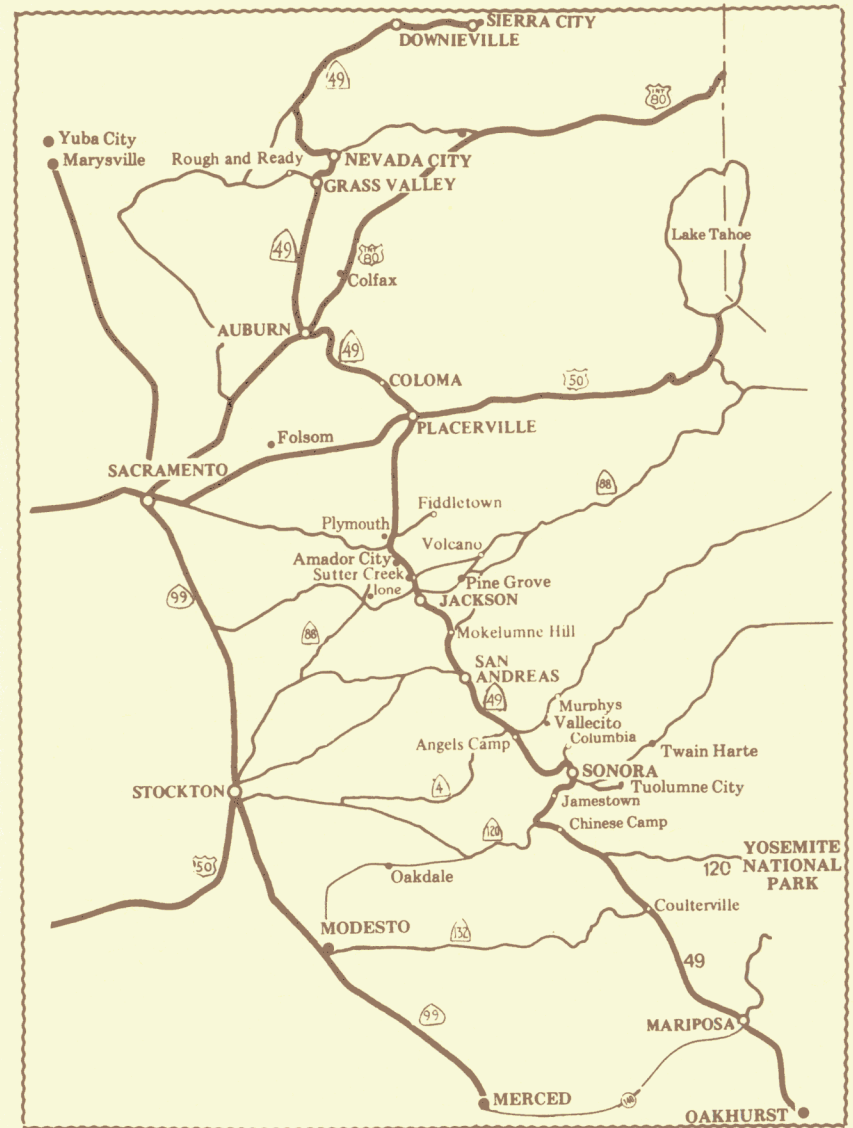 SIERRA CITY
DOWNIEVILLE
49
INT
80
Yuba City
Marysville
Rough and Ready
NEVADA CITY
GRASS VALLEY
49
INT
80
Lake Tahoe
Colfax
AUBURN
49
COLOMA
50
PLACERVILLE
Folsom
SACRAMENTO
88
Fiddletown
Plymouth
Volcano
Amador City
Sutter Creek
Ione
Pine Grove
JACKSON
99
88
Mokelumne Hill
SAN
ANDREAS
49
Murphys
Vallecito
Columbia
Angels Camp
Twain Harte
SONORA
Tuolumne City
STOCKTON
4
Jamestown
Chinese Camp
120
YOSEMITE
NATIONAL
PARK
120
50
Oakdale
Coulterville
MODESTO
132
49
99
MARIPOSA
MERCED
140
OAKHURST